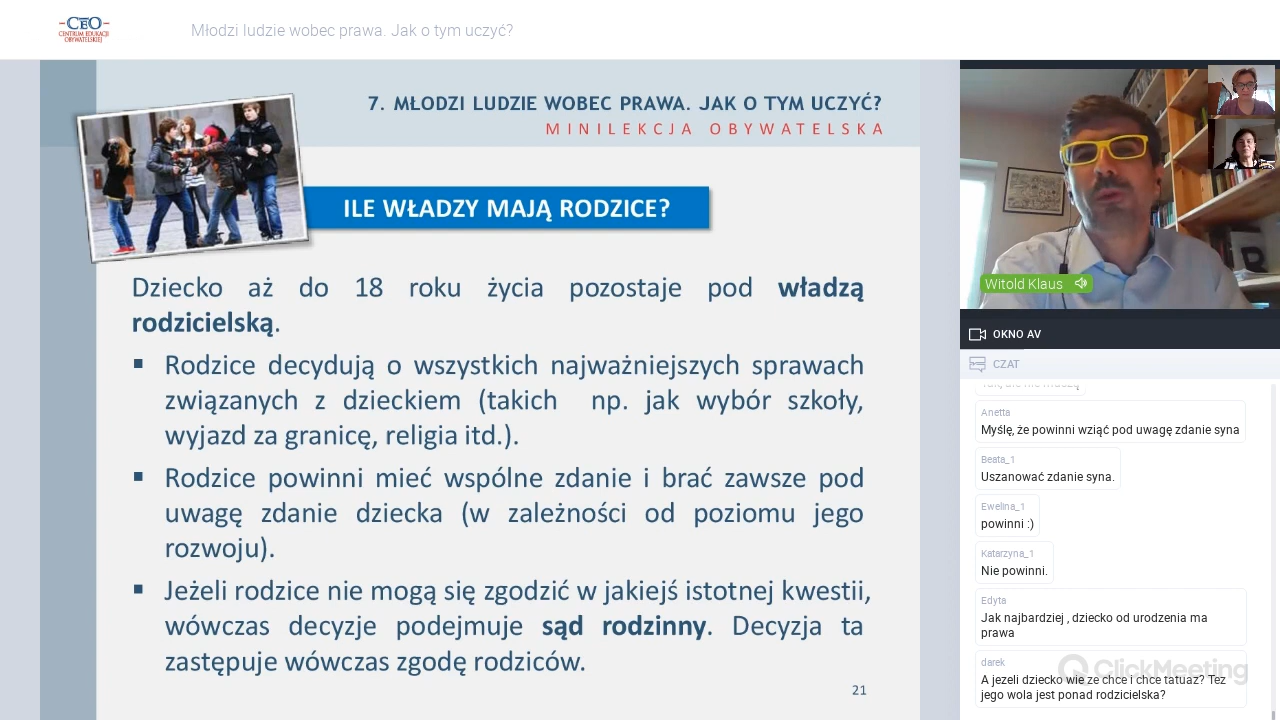 CEO
CENTRUM EDUKACJI
OBYWATELSKIEJ
Młodzi ludzie wobec prawa. Jak o tym uczyć?
7. MŁODZI LUDZIE WOBEC PRAWA. JAK O TYM UCZYĆ?
MINILEKCJA OBYWATELSKA
ILE WŁADZY MAJĄ RODZICE?
Dziecko aż do 18 roku życia pozostaje pod władzą
rodzicielską.
▪ Rodzice decydują o wszystkich najważniejszych sprawach
związanych z dzieckiem (takich np. jak wybór szkoły,
wyjazd za granicę, religia itd.).
▪ Rodzice powinni mieć wspólne zdanie i brać zawsze pod
uwagę zdanie dziecka (w zależności od poziomu jego
rozwoju).
▪ Jeżeli rodzice nie mogą się zgodzić w jakiejś istotnej kwestii,
wówczas decyzje podejmuje sąd rodzinny. Decyzja ta
zastępuje wówczas zgodę rodziców.
21
Witold Klaus
OKNO AV
CZAT
Anetta
Myślę, że powinni wziąć pod uwagę zdanie syna
Beata_1
Uszanować zdanie syna.
Ewelina_1
powinni :)
Katarzyna_1
Nie powinni.
Edyta
Jak najbardziej , dziecko od urodzenia ma
prawa
darek
A jezeli dziecko wie ze chce i chce tatuaz? Tez
jego wola jest ponad rodzicielska?
ClickMeeting